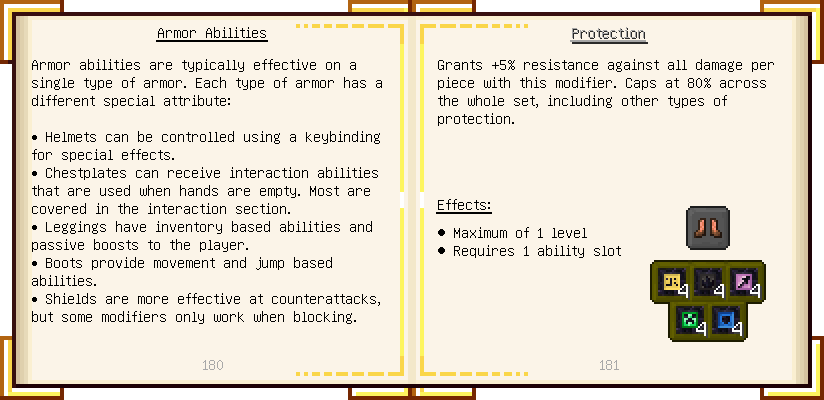 Armor Abilities
Armor abilities are typically effective on a
single type of armor. Each type of armor has a
different special attribute:
• Helmets can be controlled using a keybinding
for special effects.
• Chestplates can receive interaction abilities
that are used when hands are empty. Most are
covered in the interaction section.
• Leggings have inventory based abilities and
passive boosts to the player.
• Boots provide movement and jump based
abilities.
• Shields are more effective at counterattacks,
but some modifiers only work when blocking.
180
Protection
Grants +5% resistance against all damage per
piece with this modifier. Caps at 80% across
the whole set, including other types of
protection.
Effects:
• Maximum of 1 level
• Requires 1 ability slot
4 4 4
4 4
181